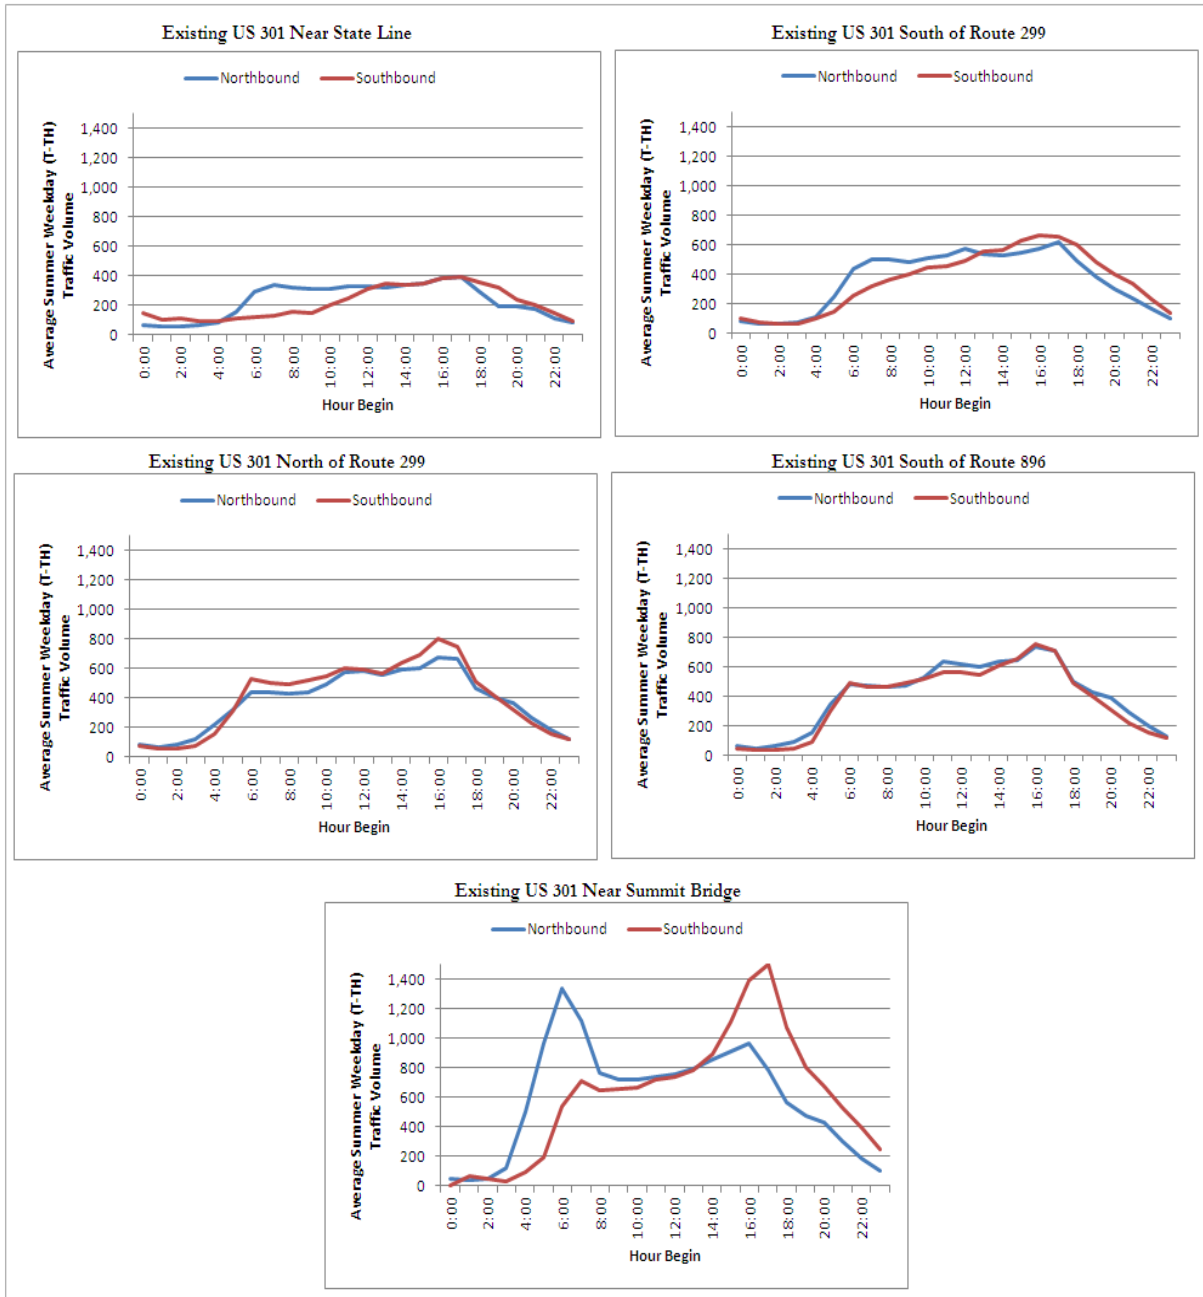 Existing US 301 Near State Line
Northbound Southbound
Average Summer Weekday (T-TH)
Traffic Volume
1,400
1,200
1,000
800
600
400
200
0
0:00 2:00 4:00 6:00 8:00 10:00 12:00 14:00 16:00 18:00 20:00 22:00
Hour Begin
Existing US 301 South of Route 299
Northbound Southbound
Average Summer Weekday (T-TH)
Traffic Volume
1,400
1,200
1,000
800
600
400
200
0
0:00 2:00 4:00 6:00 8:00 10:00 12:00 14:00 16:00 18:00 20:00 22:00
Hour Begin
Existing US 301 North of Route 299
Northbound Southbound
Average Summer Weekday (T-TH)
Traffic Volume
1,400
1,200
1,000
800
600
400
200
0
0:00 2:00 4:00 6:00 8:00 10:00 12:00 14:00 16:00 18:00 20:00 22:00
Hour Begin
Existing US 301 South of Route 896
Northbound Southbound
Average Summer Weekday (T-TH)
Traffic Volume
1,400
1,200
1,000
800
600
400
200
0
0:00 2:00 4:00 6:00 8:00 10:00 12:00 14:00 16:00 18:00 20:00 22:00
Hour Begin
Existing US 301 Near Summit Bridge
Northbound Southbound
Average Summer Weekday (T-TH)
Traffic Volume
1,400
1,200
1,000
800
600
400
200
0
0:00 2:00 4:00 6:00 8:00 10:00 12:00 14:00 16:00 18:00 20:00 22:00
Hour Begin